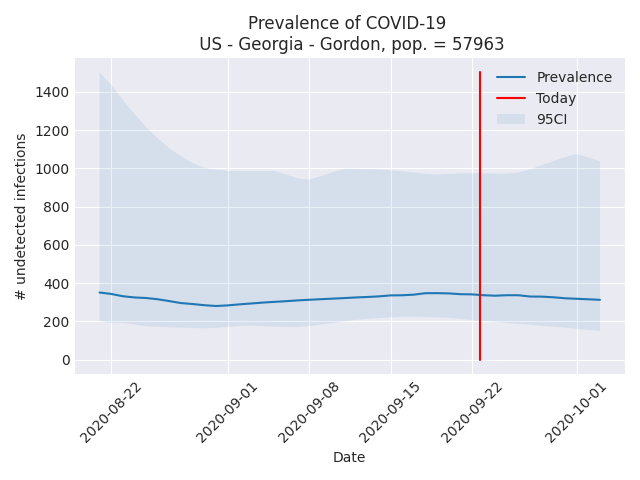 Prevalence of COVID-19
US - Georgia - Gordon, pop. = 57963
Prevalence
Today
95CI
# undetected infections
1400
1200
1000
800
600
400
200
0
2020-08-22
2020-09-01
2020-09-08
2020-09-15
2020-09-22
2020-10-01
Date